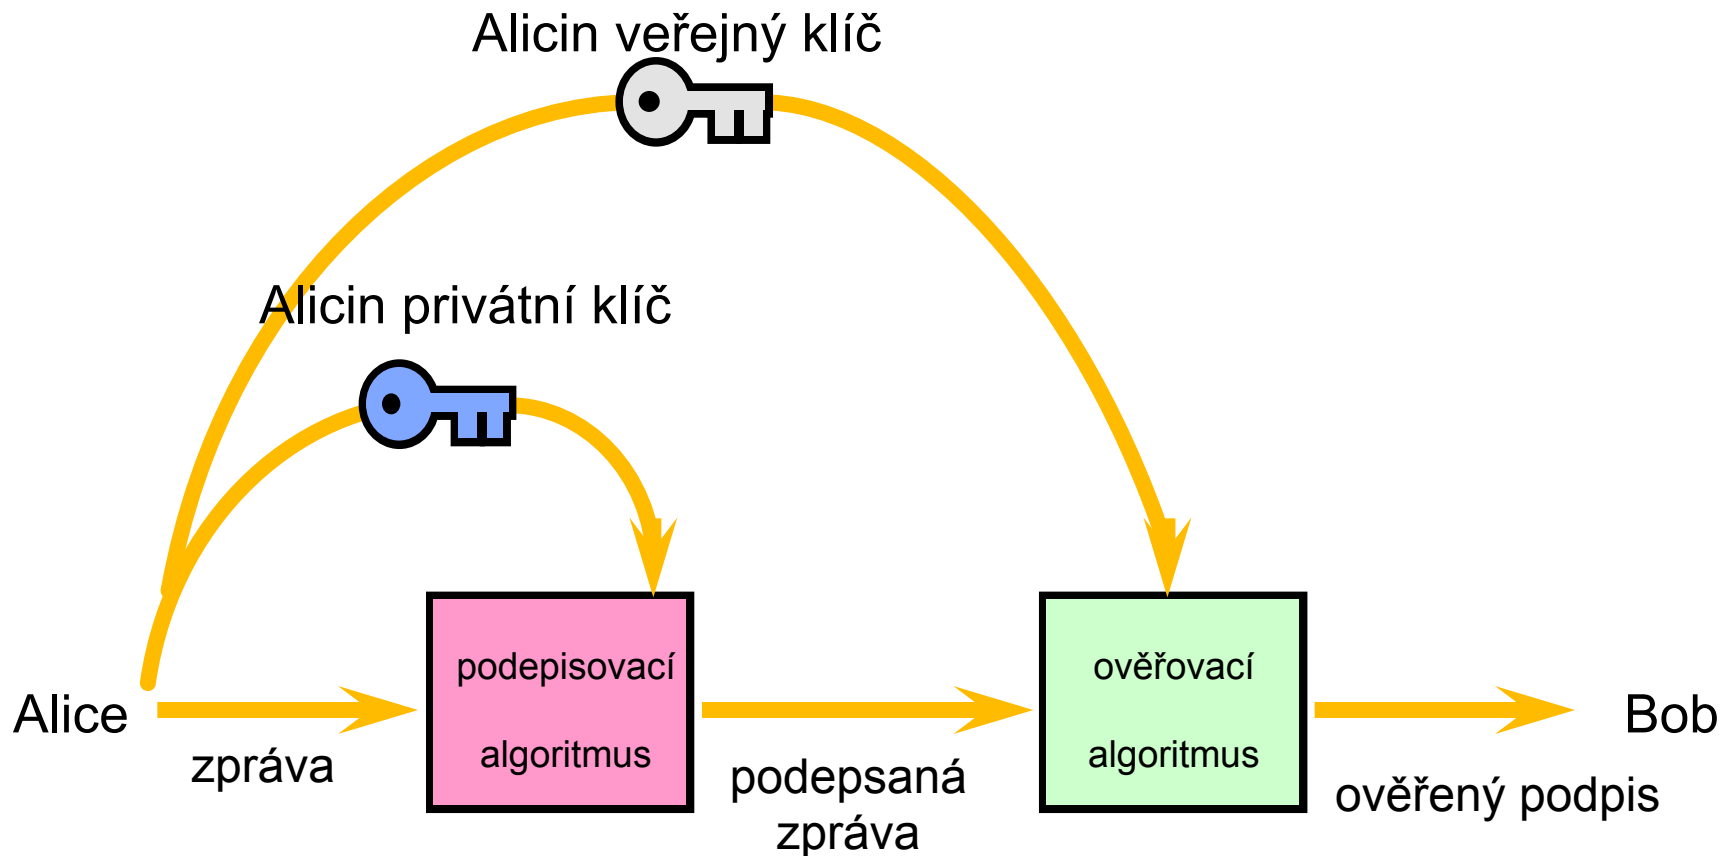 Alicin veřejný klíč
Alicin privátní klíč
podepisovací
algoritmus
ověřovací
algoritmus
Alice
Bob
zpráva
podepsaná
zpráva
ověřený podpis